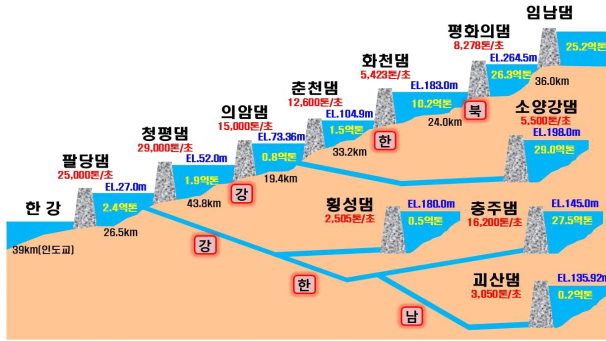 임남댐
25.2억톤
36.0km
평화의댐
8,278톤/초
EL.264.5m
26.3억톤
24.0km
북
화천댐
5,423톤/초
EL.183.0m
10.2억톤
33.2km
한
춘천댐
12,600톤/초
EL.104.9m
1.5억톤
19.4km
의암댐
15,000톤/초
EL.73.36m
0.8억톤
강
청평댐
29,000톤/초
EL.52.0m
1.9억톤
43.8km
팔당댐
25,000톤/초
EL.27.0m
2.4억톤
26.5km
한 강
39km(인도교)
소양강댐
5,500톤/초
EL.198.0m
29.0억톤
횡성댐
2,505톤/초
EL.180.0m
0.5억톤
충주댐
16,200톤/초
EL.145.0m
27.5억톤
괴산댐
3,050톤/초
EL.135.92m
0.2억톤
강
한
남